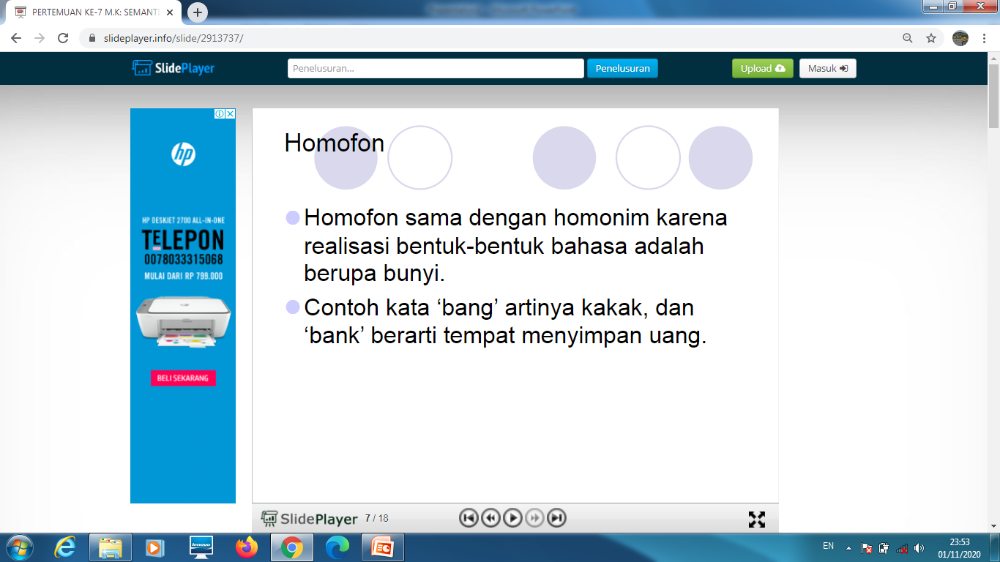 PERTEMUAN KE-7 M.K: SEMANTI
slideplayer.info/slide/2913737/
SlidePlayer
Penelusuran...
Penelusuran
Upload
Masuk
hp
HP DESKJET 2700 ALL-IN-ONE
TELEPON
0078033315068
MULAI DARI RP 799.000
BELI SEKARANG
Homofon
Homofon sama dengan homonim karena
realisasi bentuk-bentuk bahasa adalah
berupa bunyi.
Contoh kata ‘bang’ artinya kakak, dan
‘bank’ berarti tempat menyimpan uang.
SlidePlayer 7 / 18
lenovo
EN
23:53
01/11/2020